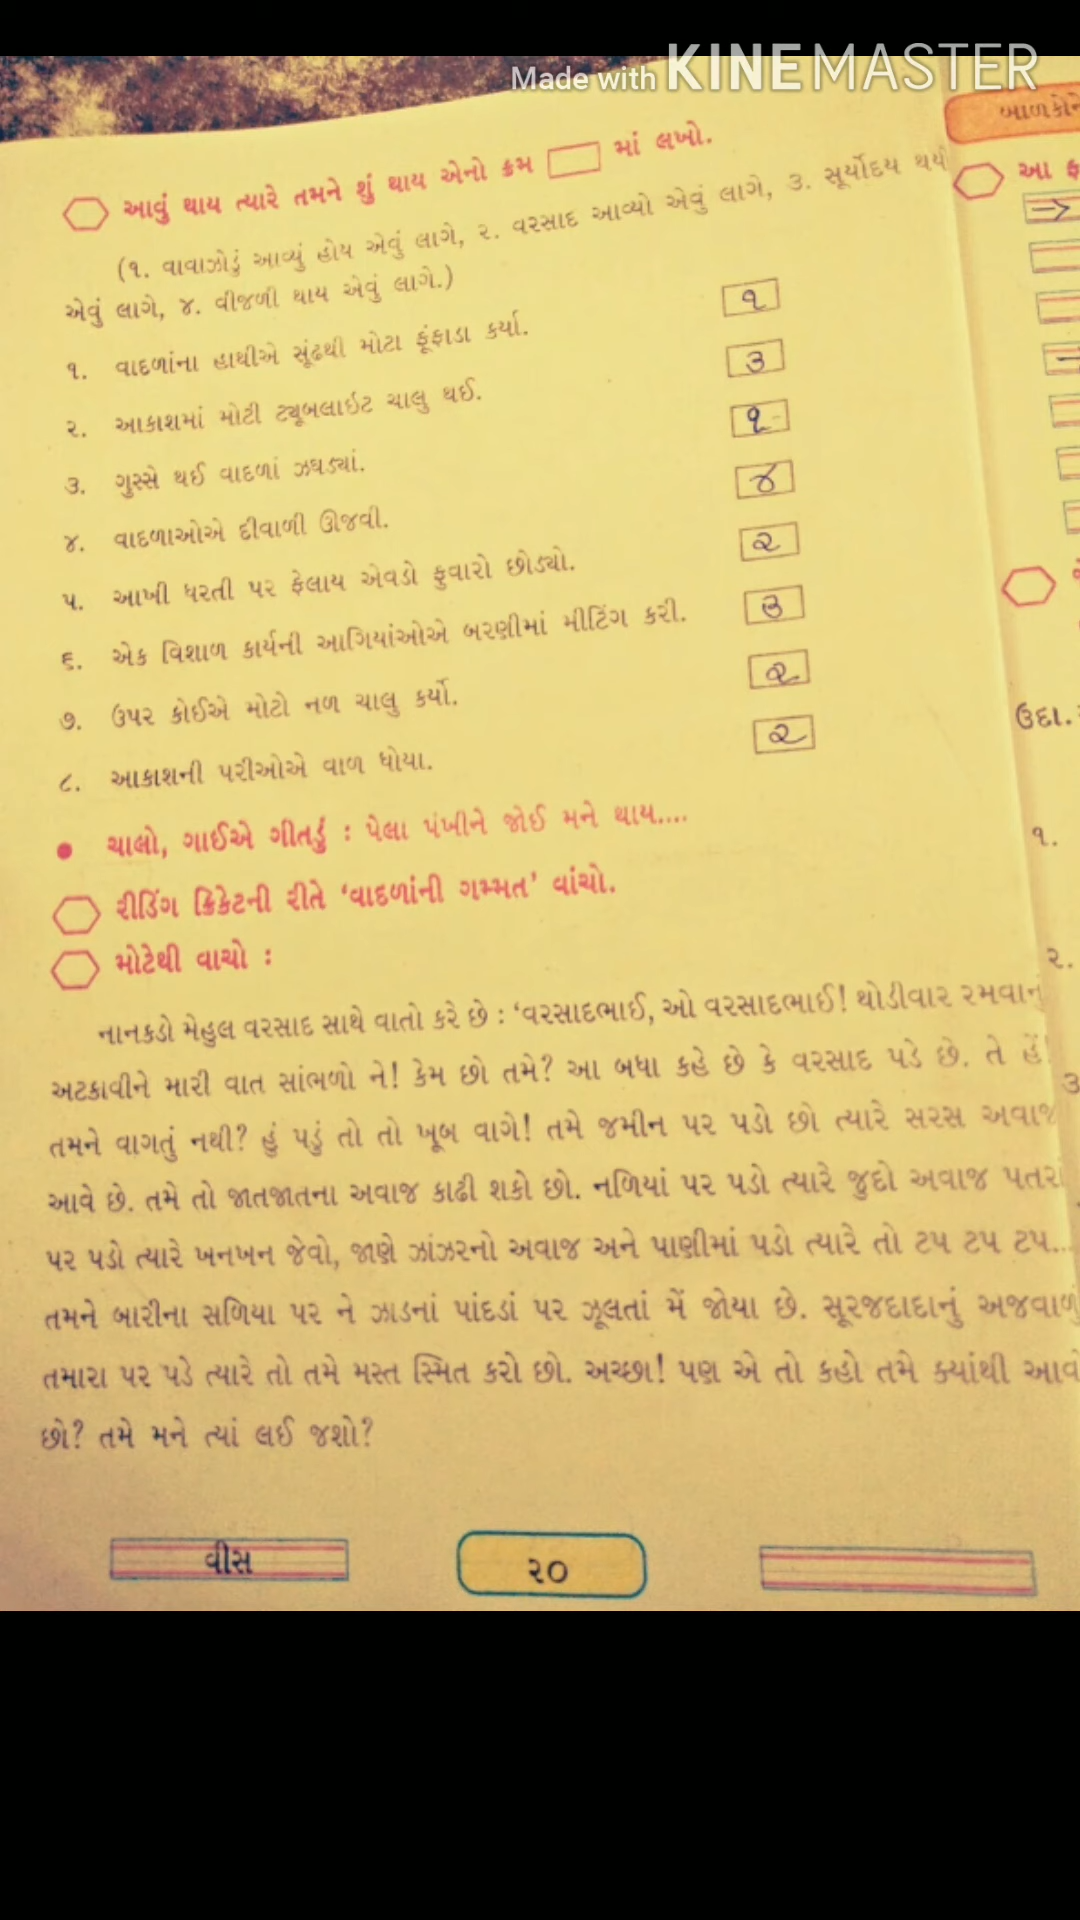 Made with KINEMASTER
આવું થાય ત્યારે તમને શું થાય એનો ક્રમ માં લખો.
(૧. વાવાઝોડું આવ્યું હોય એવું લાગે, ૨. વરસાદ આવ્યો એવું લાગે, ૩. સૂર્યોદય થયો
એવું લાગે, ૪. વીજળી થાય એવું લાગે.)
૧. વાદળાંના હાથીએ સૂંઢથી મોટા ફૂંફાડા કર્યા. ૧
૨. આકાશમાં મોટી ટ્યૂબલાઇટ ચાલુ થઈ. ૩
૩. ગુસ્સે થઈ વાદળાં ઝઘડ્યાં. ૧
૪. વાદળાઓએ દીવાળી ઊજવી. ૪
૫. આખી ધરતી પર ફેલાય એવડો ફુવારો છોડ્યો. ૨
૬. એક વિશાળ કાર્યની આગિયાંઓએ બરણીમાં મીટિંગ કરી. ૩
૭. ઉપર કોઈએ મોટો નળ ચાલુ કર્યો. ૨
૮. આકાશની પરીઓએ વાળ ધોયા. ૨
• ચાલો, ગાઈએ ગીતડું : પેલા પંખીને જોઈ મને થાય....
રીડિંગ ક્રિકેટની રીતે ‘વાદળાંની ગમ્મત’ વાંચો.
મોટેથી વાચો :
નાનકડો મેહુલ વરસાદ સાથે વાતો કરે છે : ‘વરસાદભાઈ, ઓ વરસાદભાઈ! થોડીવાર રમવાનું
અટકાવીને મારી વાત સાંભળો ને! કેમ છો તમે? આ બધા કહે છે કે વરસાદ પડે છે. તે હેં
તમને વાગતું નથી? હું પડું તો તો ખૂબ વાગે! તમે જમીન પર પડો છો ત્યારે સરસ અવાજ
આવે છે. તમે તો જાતજાતના અવાજ કાઢી શકો છો. નળિયાં પર પડો ત્યારે જુદો અવાજ પતરાં
પર પડો ત્યારે ખનખન જેવો, જાણે ઝાંઝરનો અવાજ અને પાણીમાં પડો ત્યારે તો ટપ ટપ ટપ...
તમને બારીના સળિયા પર ને ઝાડનાં પાંદડાં પર ઝૂલતાં મેં જોયા છે. સૂરજદાદાનું અજવાળું
તમારા પર પડે ત્યારે તો તમે મસ્ત સ્મિત કરો છો. અચ્છા! પણ એ તો કહો તમે ક્યાંથી આવો
છો? તમે મને ત્યાં લઈ જશો?
વીસ
૨૦
આ
ઉદા.
૧.
૨.
૩